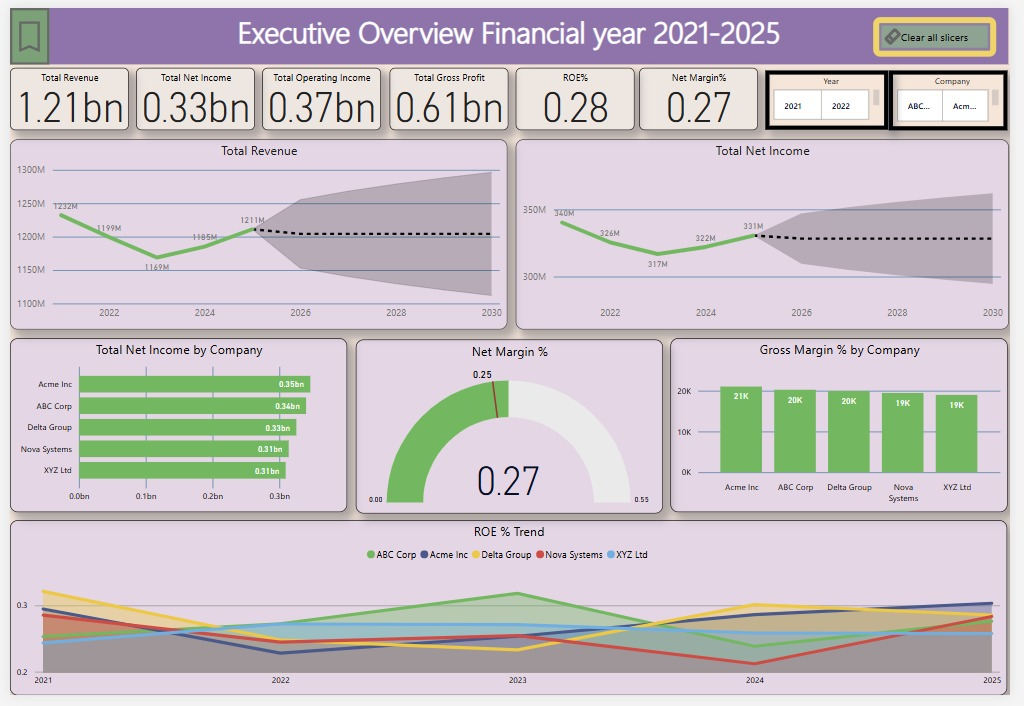 Executive Overview Financial year 2021-2025
Clear all slicers
Total Revenue
1.21bn
Total Net Income
0.33bn
Total Operating Income
0.37bn
Total Gross Profit
0.61bn
ROE%
0.28
Net Margin%
0.27
Year
2021
2022
Company
ABC...
Acm...
Total Revenue
1300M
1250M
1200M
1150M
1100M
1232M
1199M
1169M
1185M
1211M
2022
2024
2026
2028
2030
Total Net Income
350M
300M
340M
326M
317M
322M
331M
2022
2024
2026
2028
2030
Total Net Income by Company
Acme Inc
0.35bn
ABC Corp
0.34bn
Delta Group
0.33bn
Nova Systems
0.31bn
XYZ Ltd
0.31bn
0.0bn
0.1bn
0.2bn
0.3bn
Net Margin %
0.25
0.27
0.00
0.55
Gross Margin % by Company
20K
10K
0K
21K
20K
20K
19K
19K
Acme Inc
ABC Corp
Delta Group
Nova
Systems
XYZ Ltd
ROE % Trend
ABC Corp
Acme Inc
Delta Group
Nova Systems
XYZ Ltd
0.3
0.2
2021
2022
2023
2024
2025